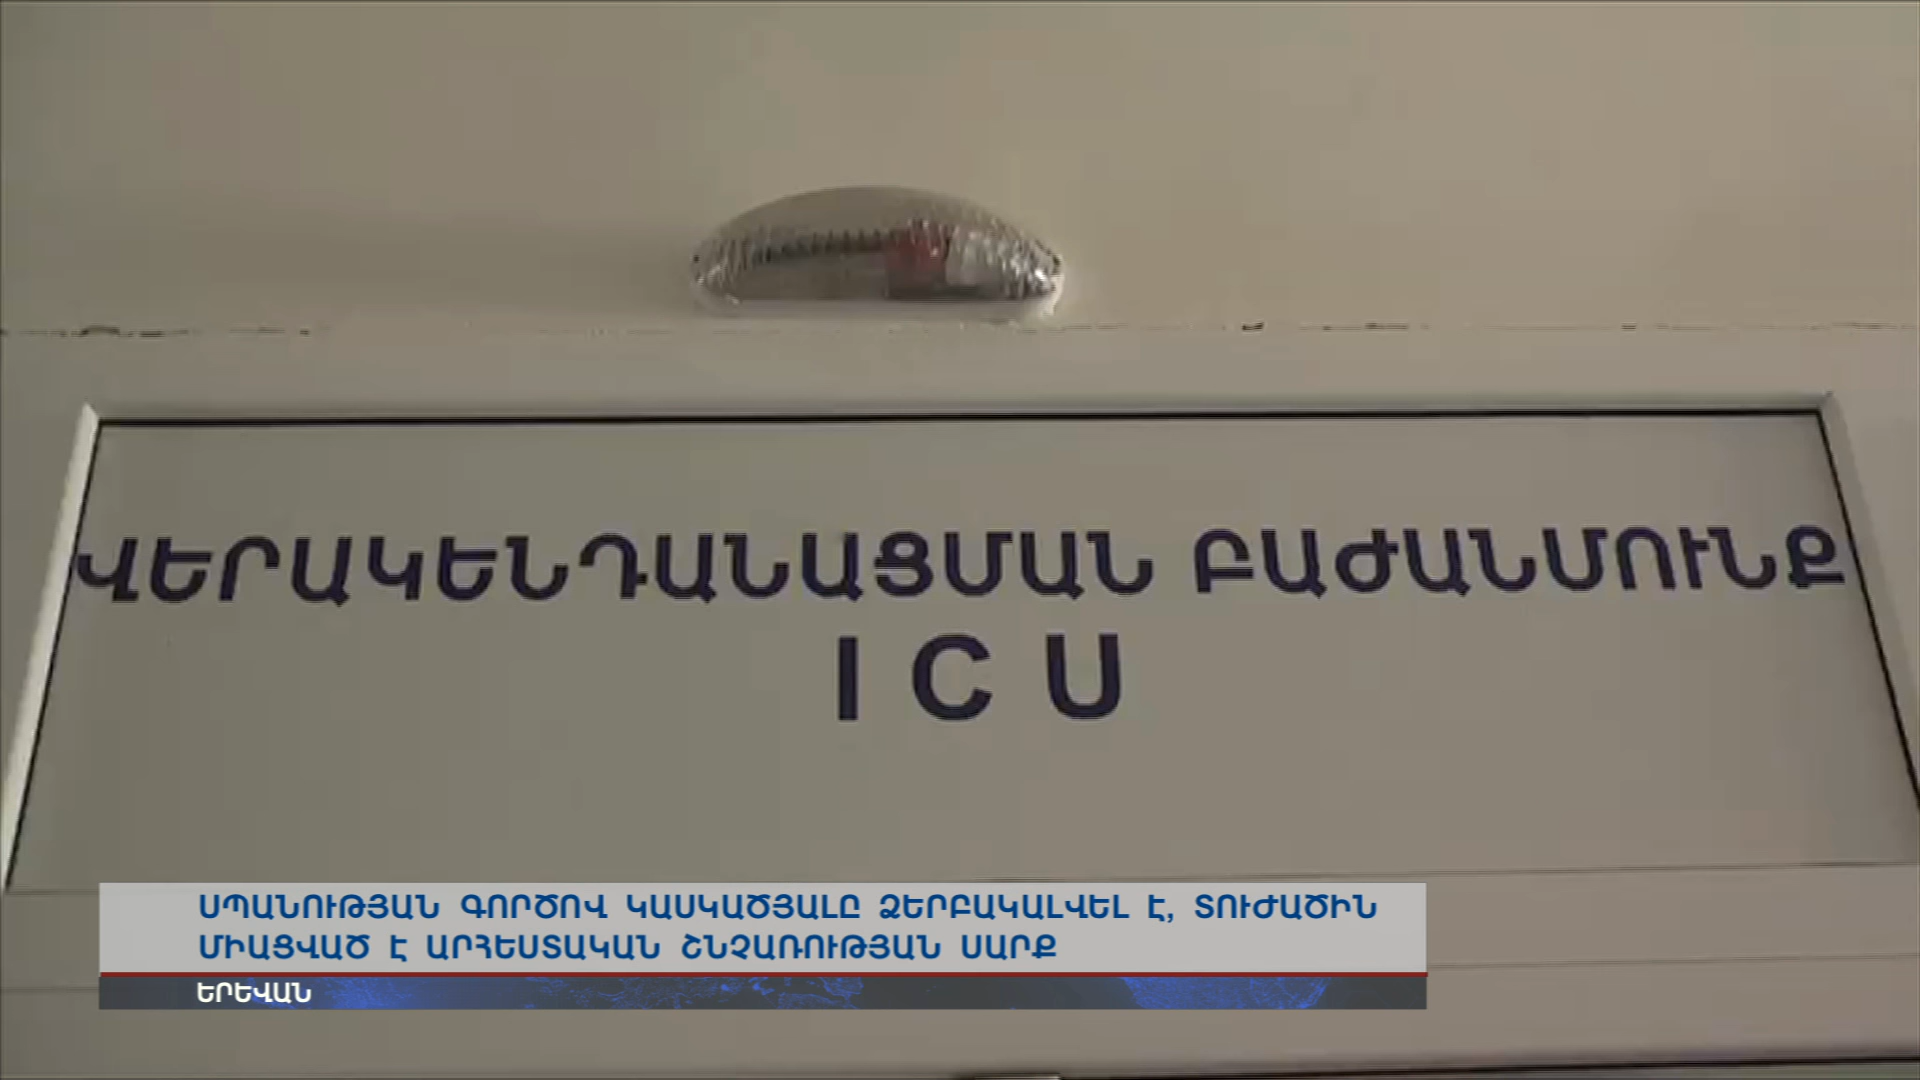 ՎԵՐԱԿԵՆԴԱՆԱՑՄԱՆ ԲԱԺԱՆՄՈՒՆՔ
ICU
ՍՊԱՆՈՒԹՅԱՆ ԳՈՐԾՈՎ ԿԱՍԿԱԾՅԱԼԸ ՁԵՐԲԱԿԱԼՎԵԼ Է, ՏՈՒԺԱԾԻՆ
ՄԻԱՑՎԱԾ Է ԱՐՀԵՍՏԱԿԱՆ ՇՆՉԱՌՈՒԹՅԱՆ ՍԱՐՔ
ԵՐԵՎԱՆ